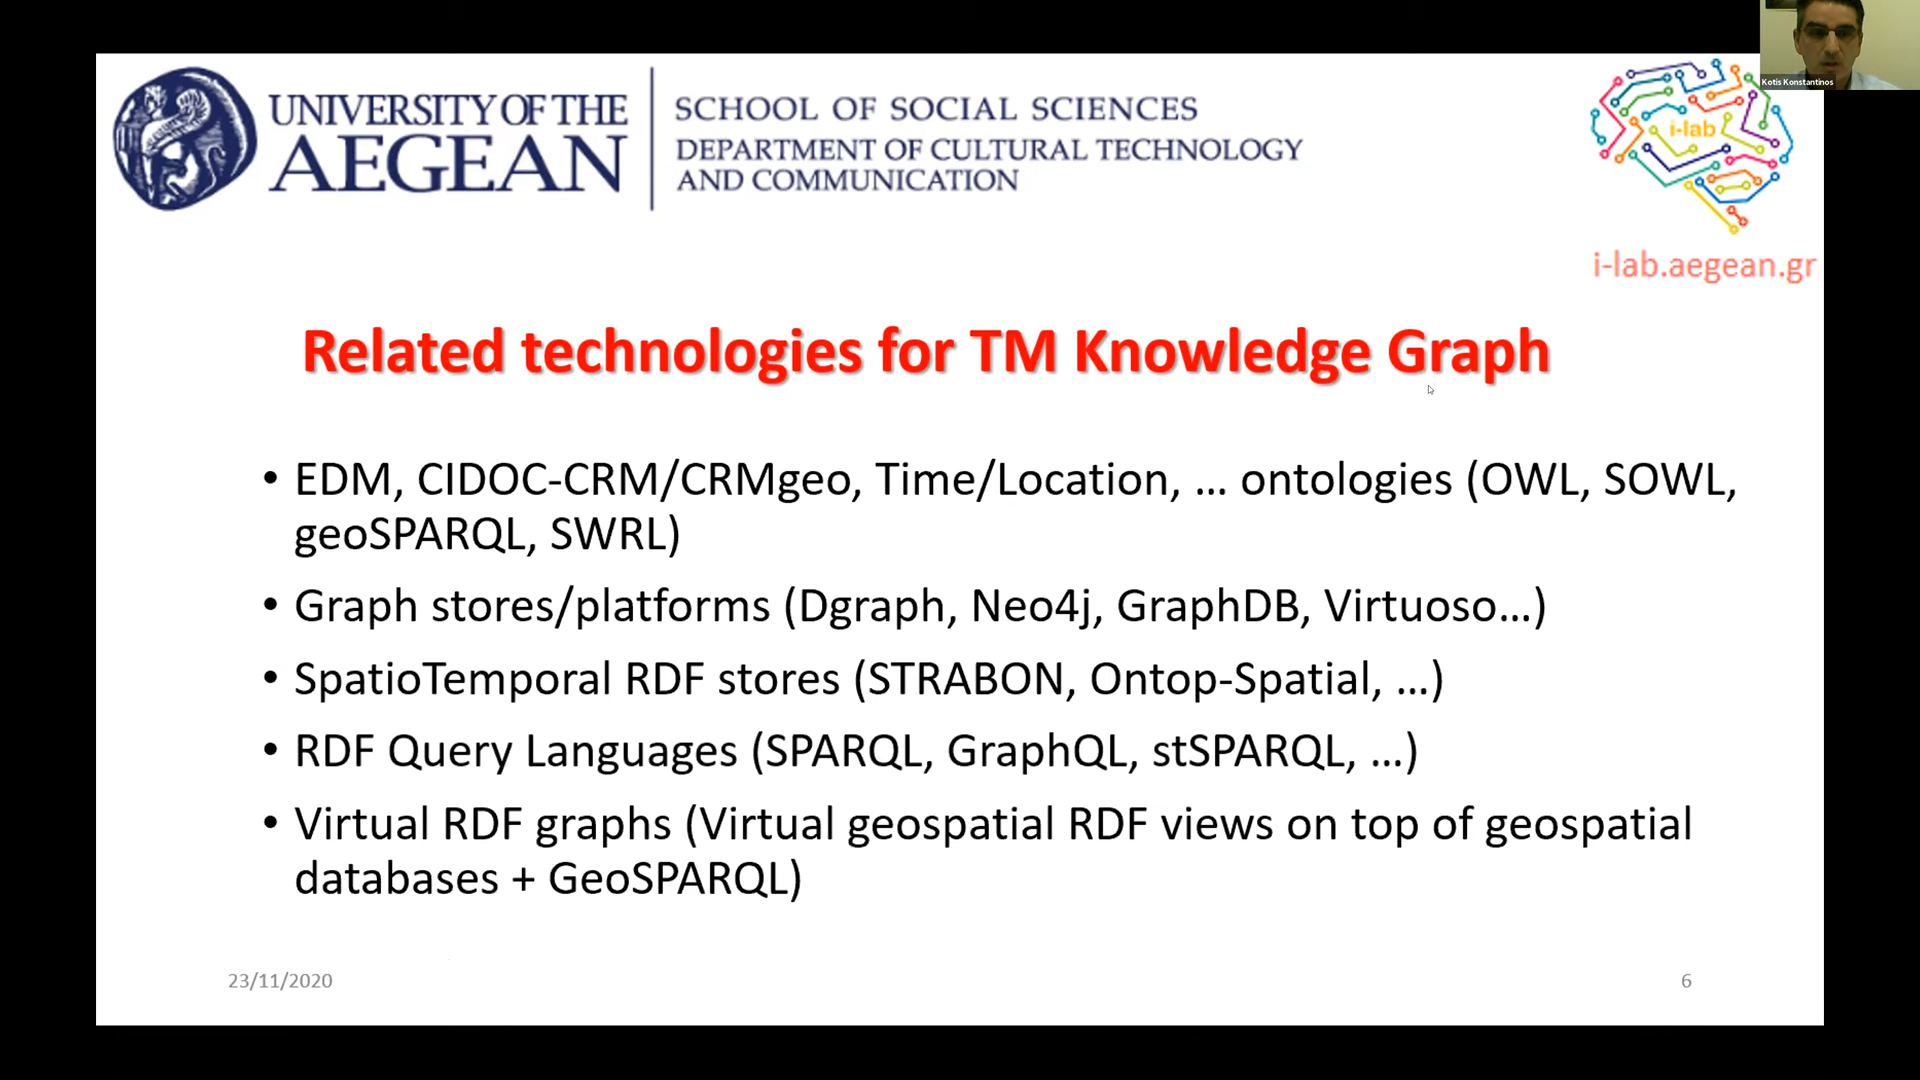 UNIVERSITY OF THE
AEGEAN
SCHOOL OF SOCIAL SCIENCES
DEPARTMENT OF CULTURAL TECHNOLOGY
AND COMMUNICATION
i-lab
Kotis Konstantinos
i-lab.aegean.gr
Related technologies for TM Knowledge Graph
• EDM, CIDOC-CRM/CRMgeo, Time/Location, … ontologies (OWL, SOWL,
geoSPARQL, SWRL)
• Graph stores/platforms (Dgraph, Neo4j, GraphDB, Virtuoso…)
• SpatioTemporal RDF stores (STRABON, Ontop-Spatial, …)
• RDF Query Languages (SPARQL, GraphQL, stSPARQL, …)
• Virtual RDF graphs (Virtual geospatial RDF views on top of geospatial
databases + GeoSPARQL)
23/11/2020
6